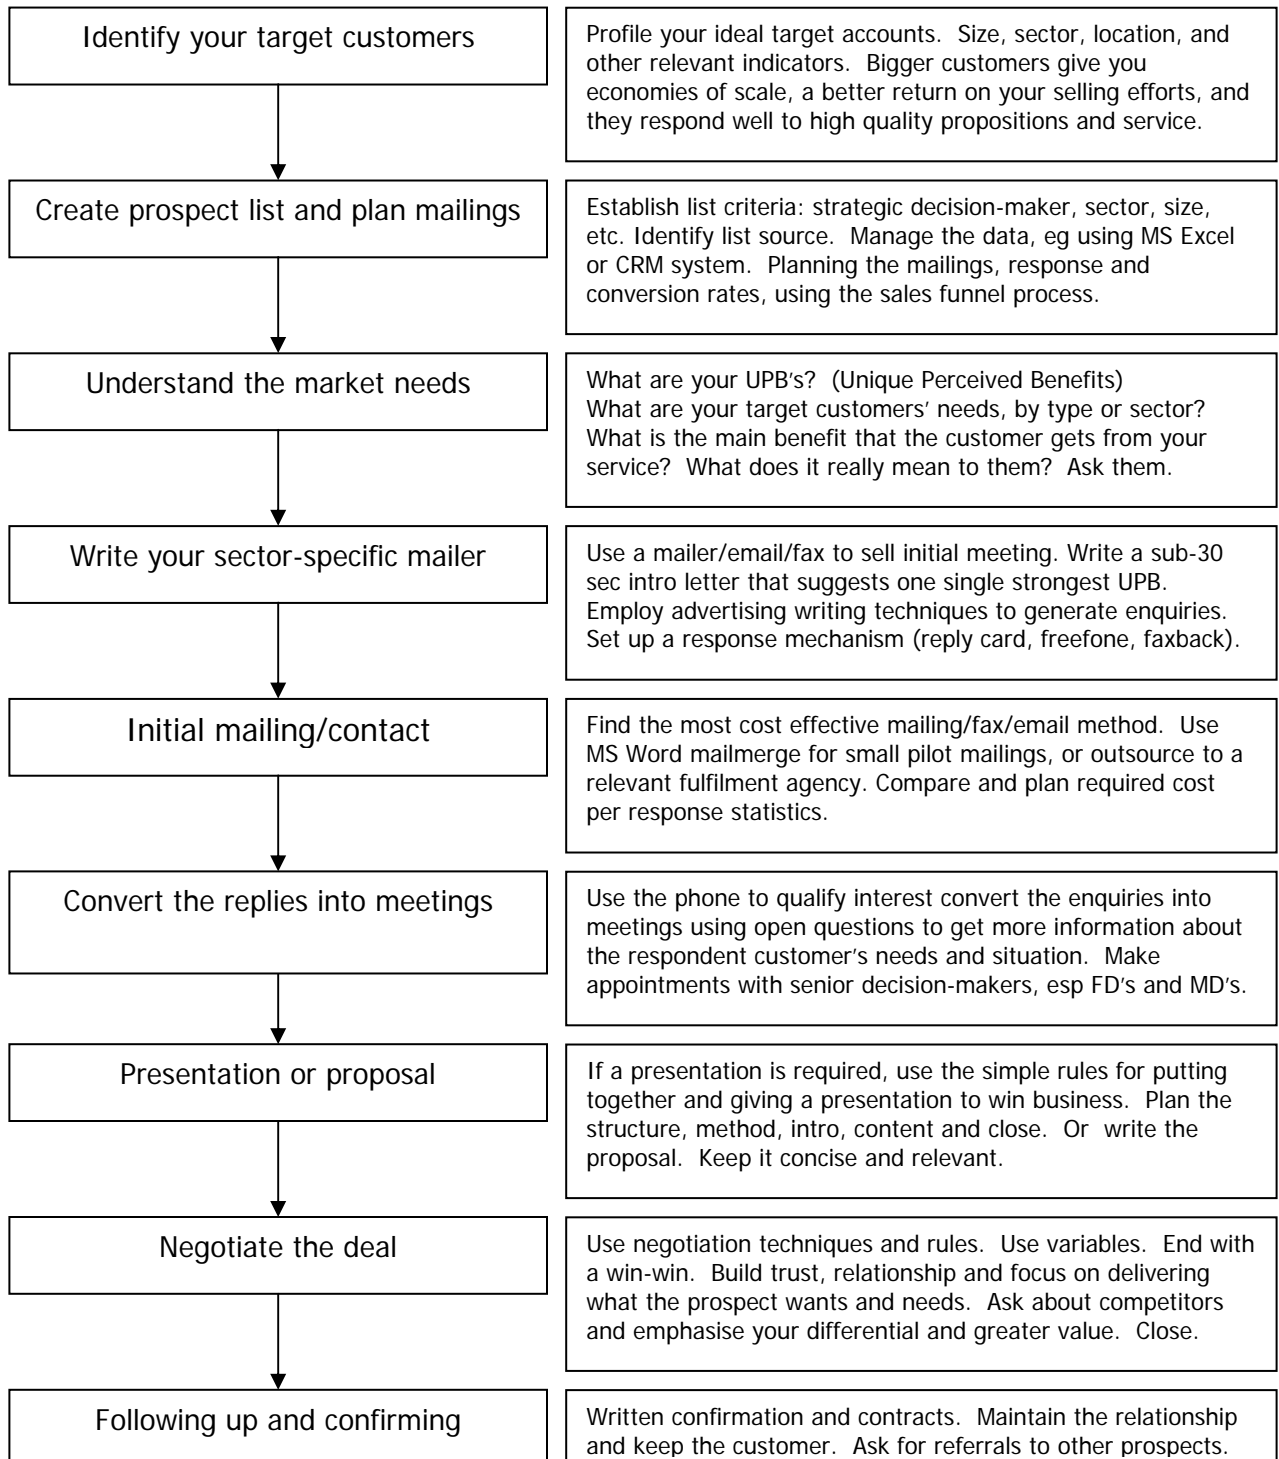 Identify your target customers
Profile your ideal target accounts.  Size, sector, location, and
other relevant indicators.  Bigger customers give you
economies of scale, a better return on your selling efforts, and
they respond well to high quality propositions and service.
Create prospect list and plan mailings
Establish list criteria: strategic decision-maker, sector, size,
etc. Identify list source.  Manage the data, eg using MS Excel
or CRM system.  Planning the mailings, response and
conversion rates, using the sales funnel process.
Understand the market needs
What are your UPB's?  (Unique Perceived Benefits)
What are your target customers' needs, by type or sector?
What is the main benefit that the customer gets from your
service?  What does it really mean to them?  Ask them.
Write your sector-specific mailer
Use a mailer/email/fax to sell initial meeting. Write a sub-30
sec intro letter that suggests one single strongest UPB.
Employ advertising writing techniques to generate enquiries.
Set up a response mechanism (reply card, freefone, faxback).
Initial mailing/contact
Find the most cost effective mailing/fax/email method.  Use
MS Word mailmerge for small pilot mailings, or outsource to a
relevant fulfilment agency. Compare and plan required cost
per response statistics.
Convert the replies into meetings
Use the phone to qualify interest convert the enquiries into
meetings using open questions to get more information about
the respondent customer's needs and situation.  Make
appointments with senior decision-makers, esp FD's and MD's.
Presentation or proposal
If a presentation is required, use the simple rules for putting
together and giving a presentation to win business.  Plan the
structure, method, intro, content and close.  Or  write the
proposal.  Keep it concise and relevant.
Negotiate the deal
Use negotiation techniques and rules.  Use variables.  End with
a win-win.  Build trust, relationship and focus on delivering
what the prospect wants and needs.  Ask about competitors
and emphasise your differential and greater value.  Close.
Following up and confirming
Written confirmation and contracts.  Maintain the relationship
and keep the customer.  Ask for referrals to other prospects.